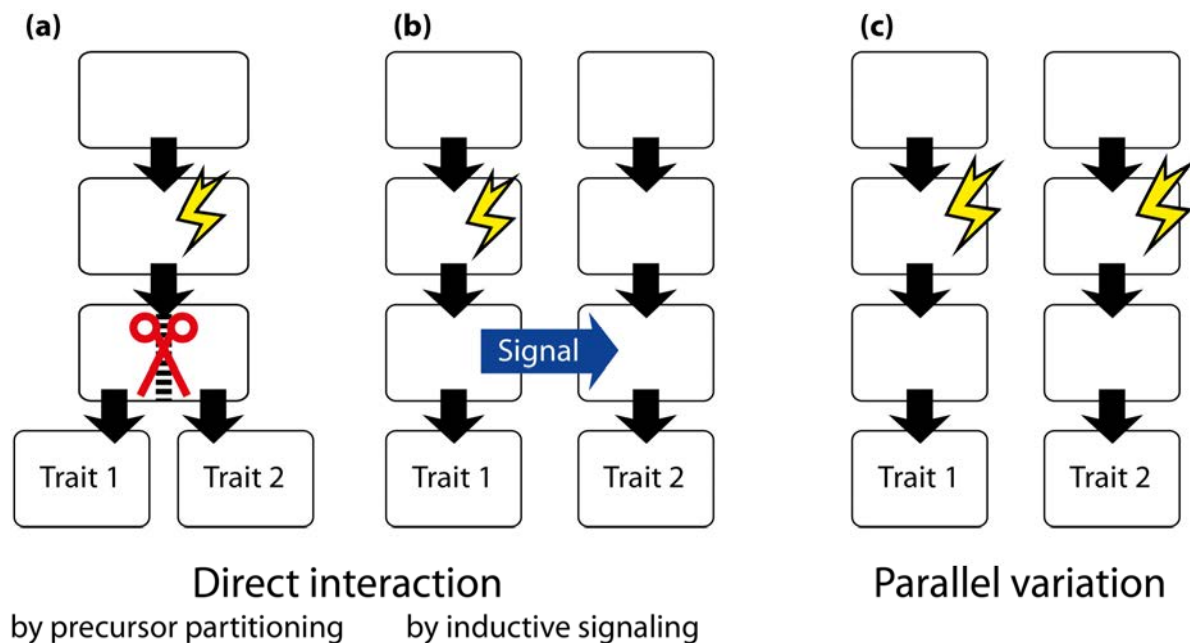 (a)
(b)
(c)
Signal
Trait 1
Trait 2
Trait 1
Trait 2
Trait 1
Trait 2
Direct interaction
Parallel variation
by precursor partitioning
by inductive signaling